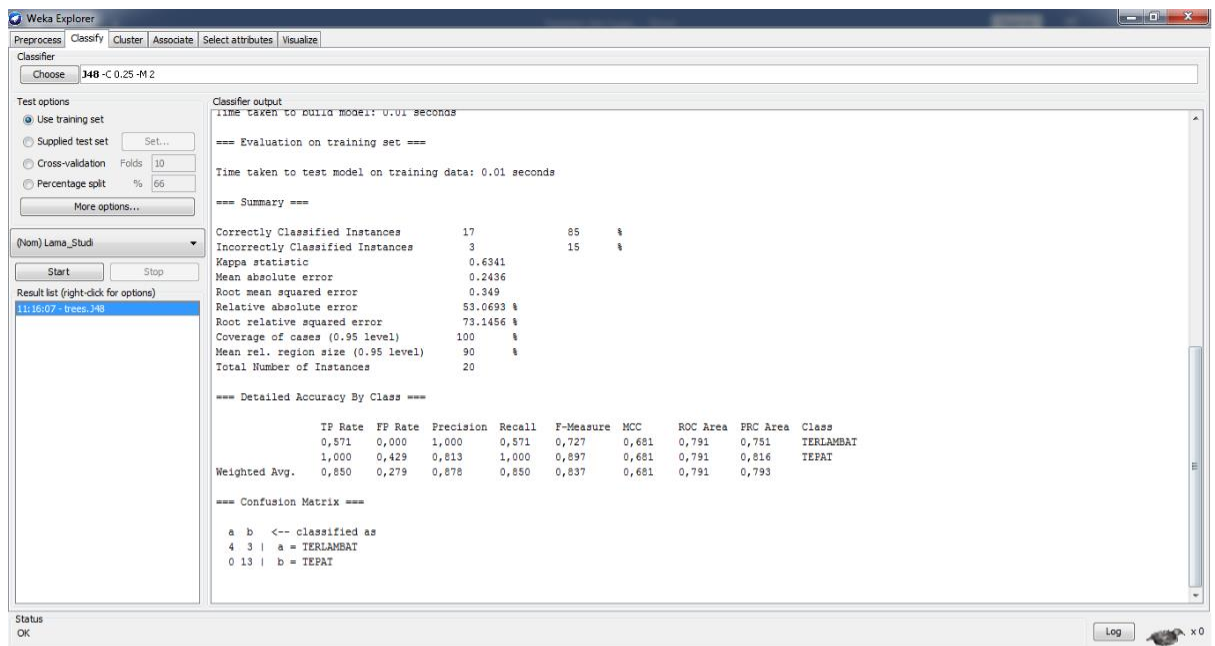 Weka Explorer
Preprocess Classify Cluster Associate Select attributes Visualize
Classifier
Choose J48 -C 0.25 -M 2
Test options
Use training set
Supplied test set Set...
Cross-validation Folds 10
Percentage split % 66
More options...
(Nom) Lama_Studi
Start Stop
Result list (right-click for options)
11:16:07 - trees.J48
Classifier output
Time taken to build model: 0.01 seconds
=== Evaluation on training set ===
Time taken to test model on training data: 0.01 seconds
=== Summary ===
Correctly Classified Instances 17 85 %
Incorrectly Classified Instances 3 15 %
Kappa statistic 0.6341
Mean absolute error 0.2436
Root mean squared error 0.349
Relative absolute error 53.0693 %
Root relative squared error 73.1456 %
Coverage of cases (0.95 level) 100 %
Mean rel. region size (0.95 level) 90 %
Total Number of Instances 20
=== Detailed Accuracy By Class ===
TP Rate FP Rate Precision Recall F-Measure MCC ROC Area PRC Area Class
0,571 0,000 1,000 0,571 0,727 0,681 0,791 0,751 TERLAMBAT
1,000 0,429 0,813 1,000 0,897 0,681 0,791 0,816 TEPAT
Weighted Avg. 0,850 0,279 0,878 0,850 0,837 0,681 0,791 0,793
=== Confusion Matrix ===
a b <-- classified as
4 3 | a = TERLAMBAT
0 13 | b = TEPAT
Status
OK
Log x 0